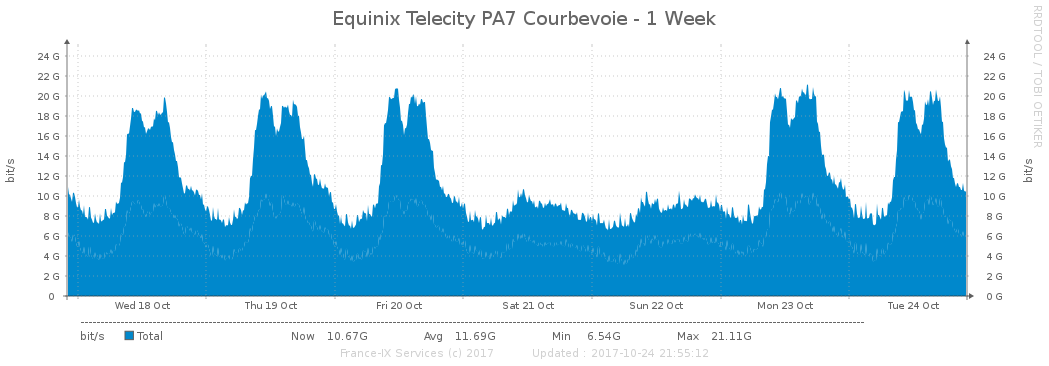 Equinix Telecity PA7 Courbevoie - 1 Week
RRDTOOL / TOBI OETIKER
24 G 24 G
22 G 22 G
20 G 20 G
18 G 18 G
16 G 16 G
14 G 14 G
12 G 12 G
10 G 10 G
8 G 8 G
6 G 6 G
4 G 4 G
2 G 2 G
0 0 G
bit/s
bit/s
Wed 18 Oct Thu 19 Oct Fri 20 Oct Sat 21 Oct Sun 22 Oct Mon 23 Oct Tue 24 Oct
bit/s Total Now 10.67G Avg 11.69G Min 6.54G Max 21.11G
France-IX Services (c) 2017 Updated : 2017-10-24 21:55:12